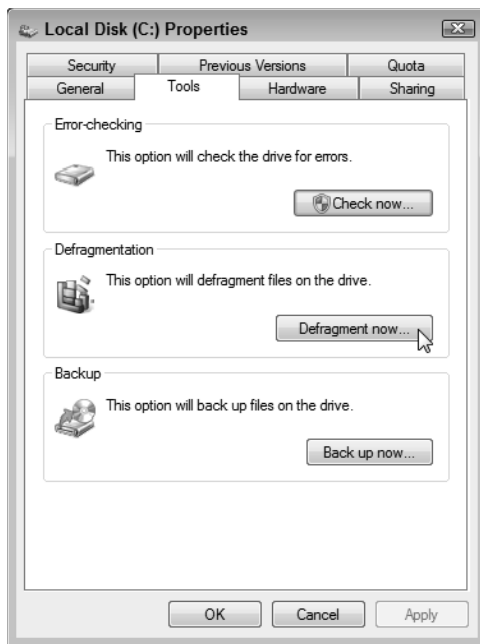 Local Disk (C:) Properties
Security Previous Versions Quota
General Tools Hardware Sharing
Error-checking
This option will check the drive for errors.
Check now...
Defragmentation
This option will defragment files on the drive.
Defragment now...
Backup
This option will back up files on the drive.
Back up now...
OK Cancel Apply